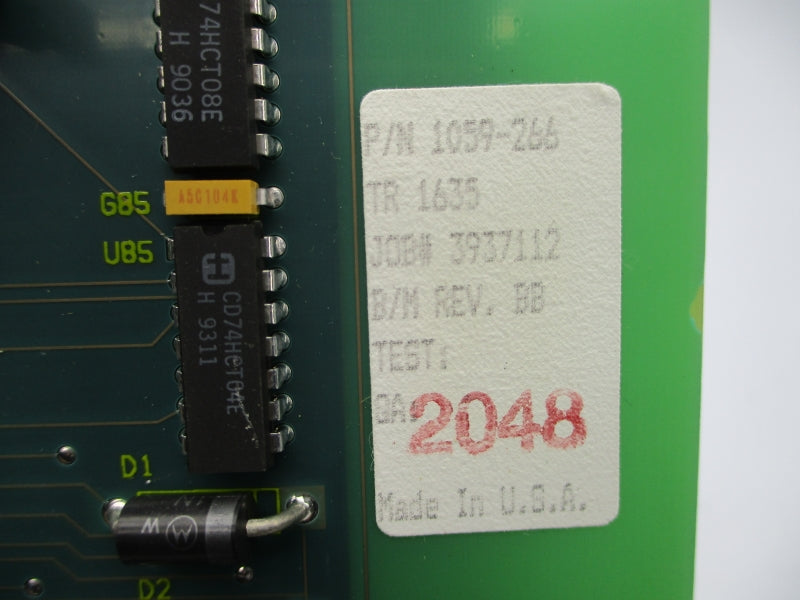 74HCT08E
H 9036
G85
A5C104K
U85
CD74HCT04E
H 9311
D1
D2
P/N 1059-266
TR 1635
JOB# 3937112
B/M REV. BB
TEST:
2048
Made In U.S.A.